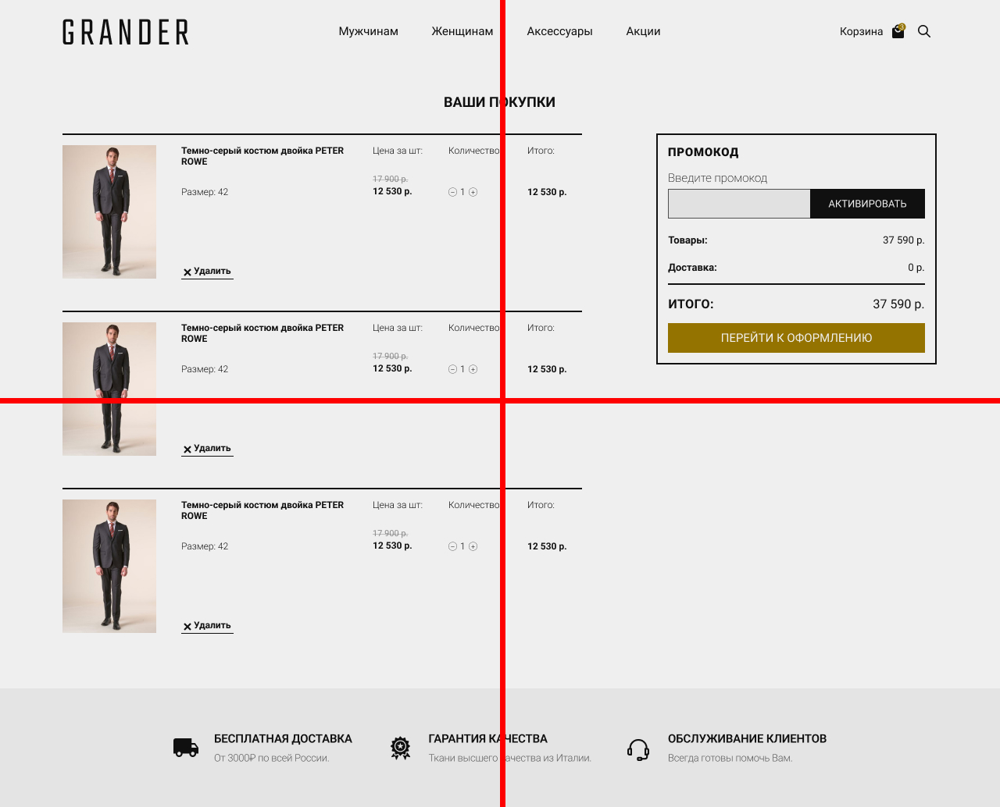 GRANDER
Мужчинам Женщинам Аксессуары Акции
Корзина 3
ВАШИ ПОКУПКИ
Темно-серый костюм двойка PETER
ROWE
Цена за шт: Количество Итого:
17 900 р.
Размер: 42 12 530 р. 1 12 530 р.
Удалить
Темно-серый костюм двойка PETER
ROWE
Цена за шт: Количество Итого:
17 900 р.
Размер: 42 12 530 р. 1 12 530 р.
Удалить
Темно-серый костюм двойка PETER
ROWE
Цена за шт: Количество Итого:
17 900 р.
Размер: 42 12 530 р. 1 12 530 р.
Удалить
ПРОМОКОД
Введите промокод
АКТИВИРОВАТЬ
Товары: 37 590 р.
Доставка: 0 р.
ИТОГО: 37 590 р.
ПЕРЕЙТИ К ОФОРМЛЕНИЮ
БЕСПЛАТНАЯ ДОСТАВКА
От 3000₽ по всей России.
ГАРАНТИЯ КАЧЕСТВА
Ткани высшего качества из Италии.
ОБСЛУЖИВАНИЕ КЛИЕНТОВ
Всегда готовы помочь Вам.